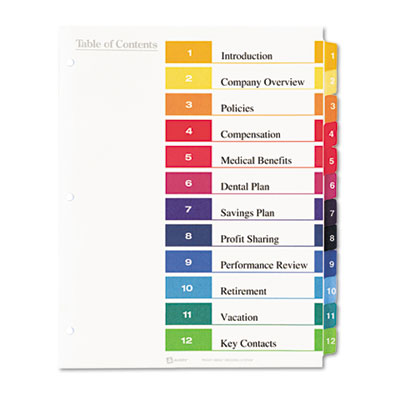 Table of Contents
1 Introduction 1
2 Company Overview 2
3 Policies 3
4 Compensation 4
5 Medical Benefits 5
6 Dental Plan 6
7 Savings Plan 7
8 Profit Sharing 8
9 Performance Review 9
10 Retirement 10
11 Vacation 11
12 Key Contacts 12
AVERY